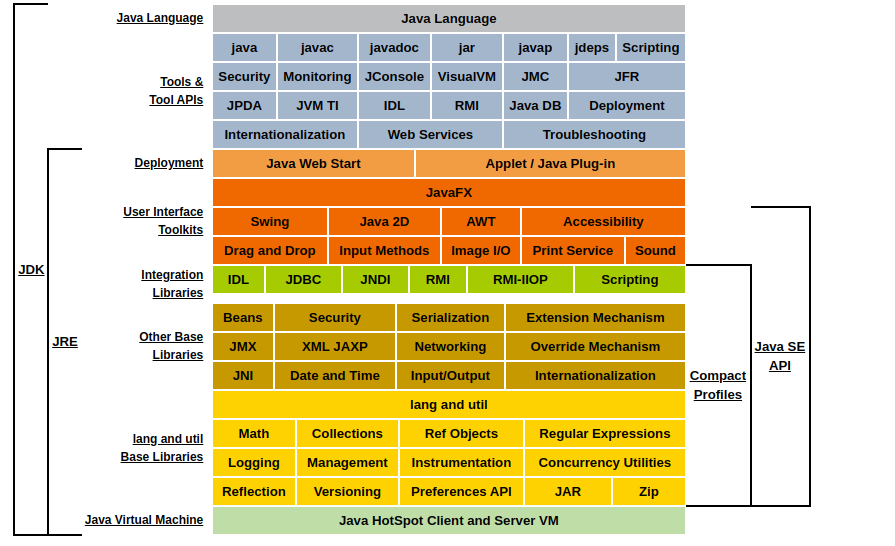 Java Language
Java Language
java javac javadoc jar javap jdeps Scripting
Tools &
Tool APIs
Security Monitoring JConsole VisualVM JMC JFR
JPDA JVM TI IDL RMI Java DB Deployment
Internationalization Web Services Troubleshooting
Deployment
Java Web Start Applet / Java Plug-in
JavaFX
User Interface
Toolkits
Swing Java 2D AWT Accessibility
Drag and Drop Input Methods Image I/O Print Service Sound
Integration
Libraries
IDL JDBC JNDI RMI RMI-IIOP Scripting
JDK
JRE
Other Base
Libraries
Beans Security Serialization Extension Mechanism
JMX XML JAXP Networking Override Mechanism
JNI Date and Time Input/Output Internationalization
Java SE
API
Compact
Profiles
lang and util
lang and util
Base Libraries
Math Collections Ref Objects Regular Expressions
Logging Management Instrumentation Concurrency Utilities
Reflection Versioning Preferences API JAR Zip
Java Virtual Machine
Java HotSpot Client and Server VM